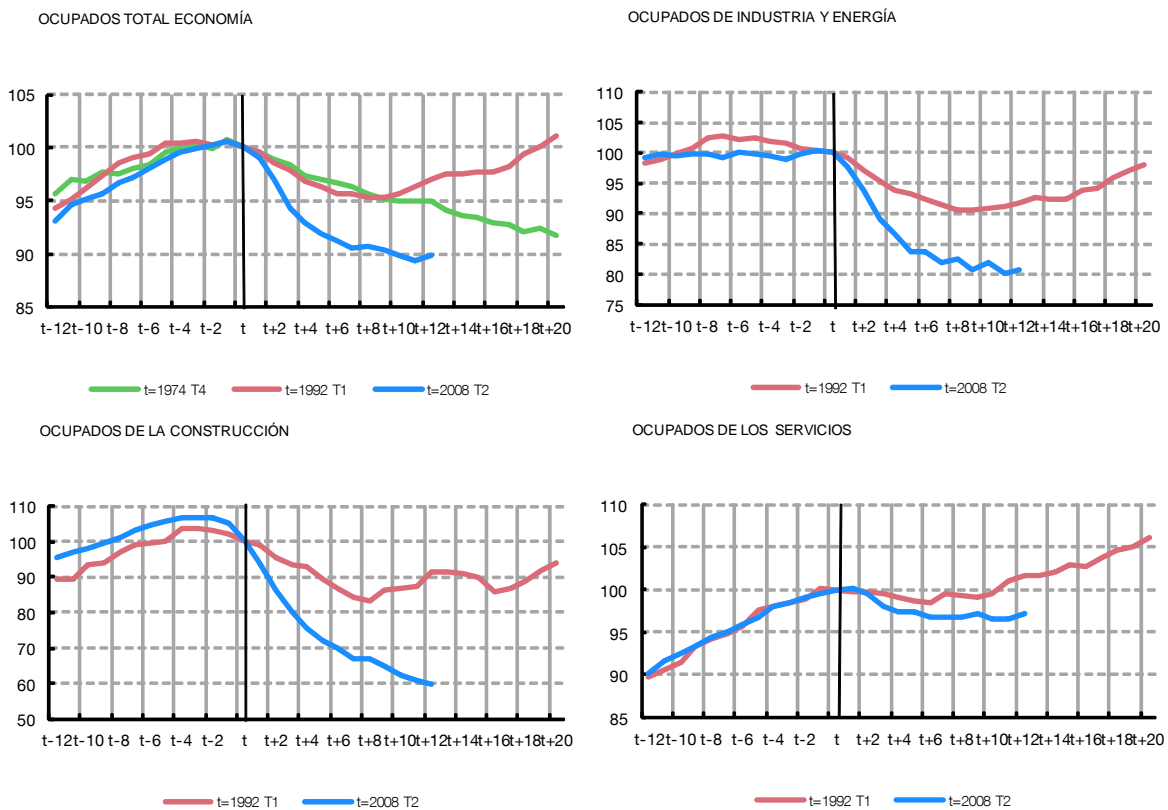 OCUPADOS TOTAL ECONOMÍA
105
100
95
90
85
t-12 t-10 t-8 t-6 t-4 t-2 t t+2 t+4 t+6 t+8 t+10 t+12 t+14 t+16 t+18 t+20
t=1974 T4 t=1992 T1 t=2008 T2
OCUPADOS DE INDUSTRIA Y ENERGÍA
110
105
100
95
90
85
80
75
t-12 t-10 t-8 t-6 t-4 t-2 t t+2 t+4 t+6 t+8 t+10 t+12 t+14 t+16 t+18 t+20
t=1992 T1 t=2008 T2
OCUPADOS DE LA CONSTRUCCIÓN
110
100
90
80
70
60
50
t-12 t-10 t-8 t-6 t-4 t-2 t t+2 t+4 t+6 t+8 t+10 t+12 t+14 t+16 t+18 t+20
t=1992 T1 t=2008 T2
OCUPADOS DE LOS SERVICIOS
110
105
100
95
90
85
t-12 t-10 t-8 t-6 t-4 t-2 t t+2 t+4 t+6 t+8 t+10 t+12 t+14 t+16 t+18 t+20
t=1992 T1 t=2008 T2